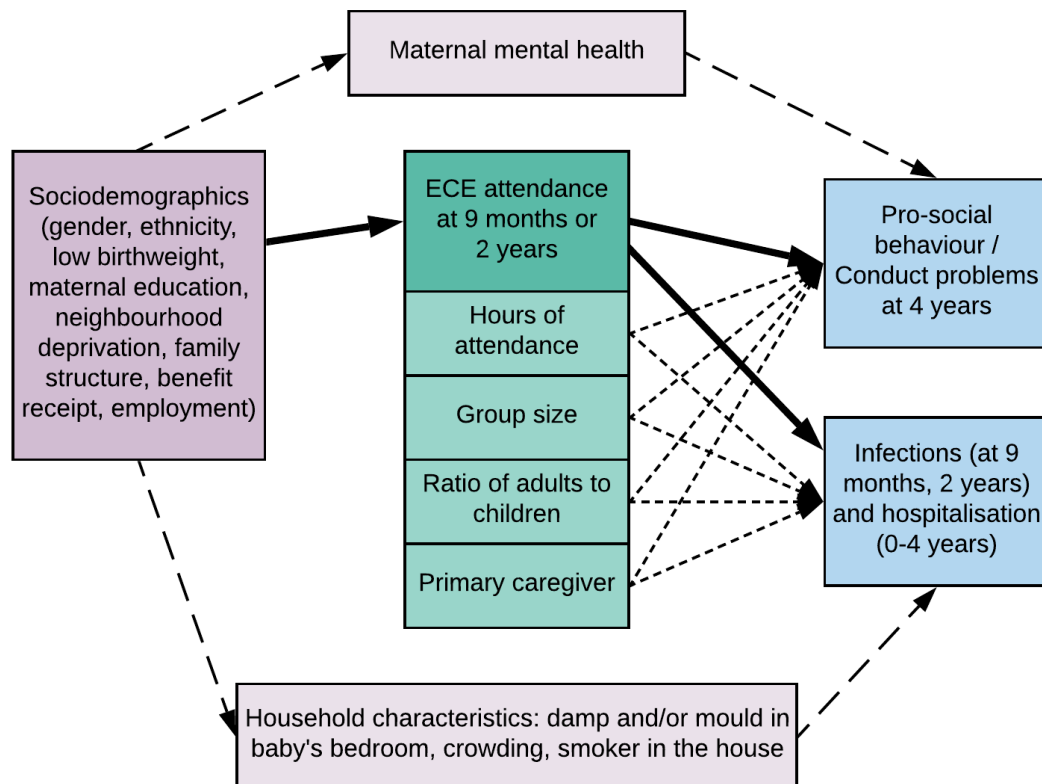 Maternal mental health
Sociodemographics
(gender, ethnicity,
low birthweight,
maternal education,
neighbourhood
deprivation, family
structure, benefit
receipt, employment)
ECE attendance
at 9 months or
2 years
Hours of
attendance
Group size
Ratio of adults to
children
Primary caregiver
Pro-social
behaviour /
Conduct problems
at 4 years
Infections (at 9
months, 2 years)
and hospitalisation
(0-4 years)
Household characteristics: damp and/or mould in
baby's bedroom, crowding, smoker in the house